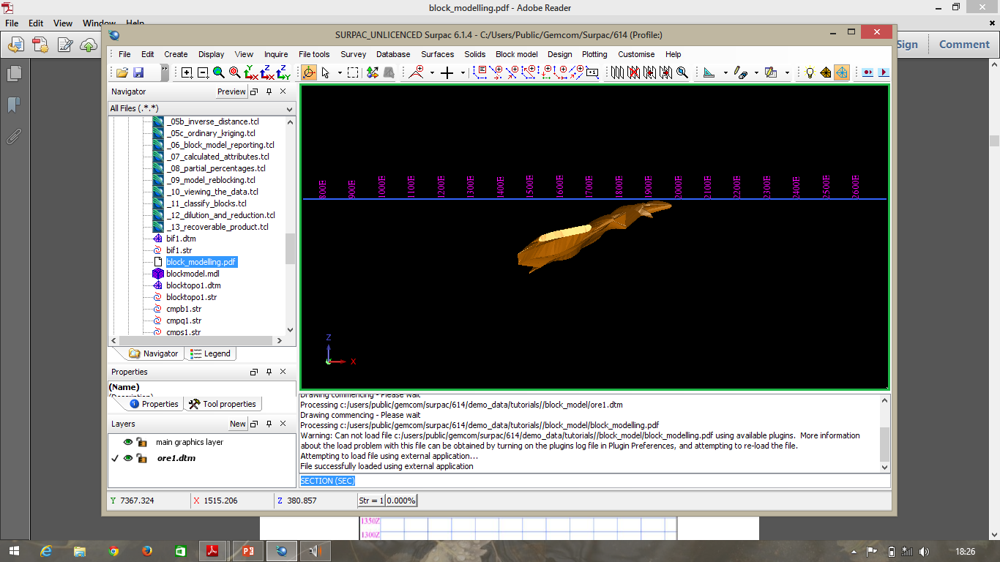 block_modelling.pdf - Adobe Reader
File Edit View Window Help
Sign Comment
SURPAC_UNLICENCED Surpac 6.1.4 - C:/Users/Public/Gemcom/Surpac/614 (Profile:)
File Edit Create Display View Inquire File tools Survey Database Surfaces Solids Block model Design Plotting Customise Help
Navigator Preview
All Files (.*.*)
_05b_inverse_distance.tcl
_05c_ordinary_kriging.tcl
_06_block_model_reporting.tcl
_07_calculated_attributes.tcl
_08_partial_percentages.tcl
_09_model_reblocking.tcl
_10_viewing_the_data.tcl
_11_classify_blocks.tcl
_12_dilution_and_reduction.tcl
_13_recoverable_product.tcl
bif1.dtm
bif1.str
block_modelling.pdf
blockmodel.mdl
blocktopo1.dtm
blocktopo1.str
cmpb1.str
cmpq1.str
cmps1.str
Navigator Legend
Properties
(Name)
(Description)
Properties Tool properties
Layers New
main graphics layer
ore1.dtm
800E 900E 1000E 1100E 1200E 1300E 1400E 1500E 1600E 1700E 1800E 1900E 2000E 2100E 2200E 2300E 2400E 2500E 2600E
Z
X
Drawing commencing - Please wait
Processing c:/users/public/gemcom/surpac/614/demo_data/tutorials//block_model/ore1.dtm
Drawing commencing - Please wait
Processing c:/users/public/gemcom/surpac/614/demo_data/tutorials//block_model/block_modelling.pdf
Warning: Can not load file c:/users/public/gemcom/surpac/614/demo_data/tutorials//block_model/block_modelling.pdf using available plugins. More information
about the load problem with this file can be obtained by turning on the plugins log file in Plugin Preferences, and attempting to re-load the file.
Attempting to load file using external application...
File successfully loaded using external application
SECTION (SEC)
Y 7367.324 X 1515.206 Z 380.857 Str = 1 0.000%
1350Z
1300Z
18:26